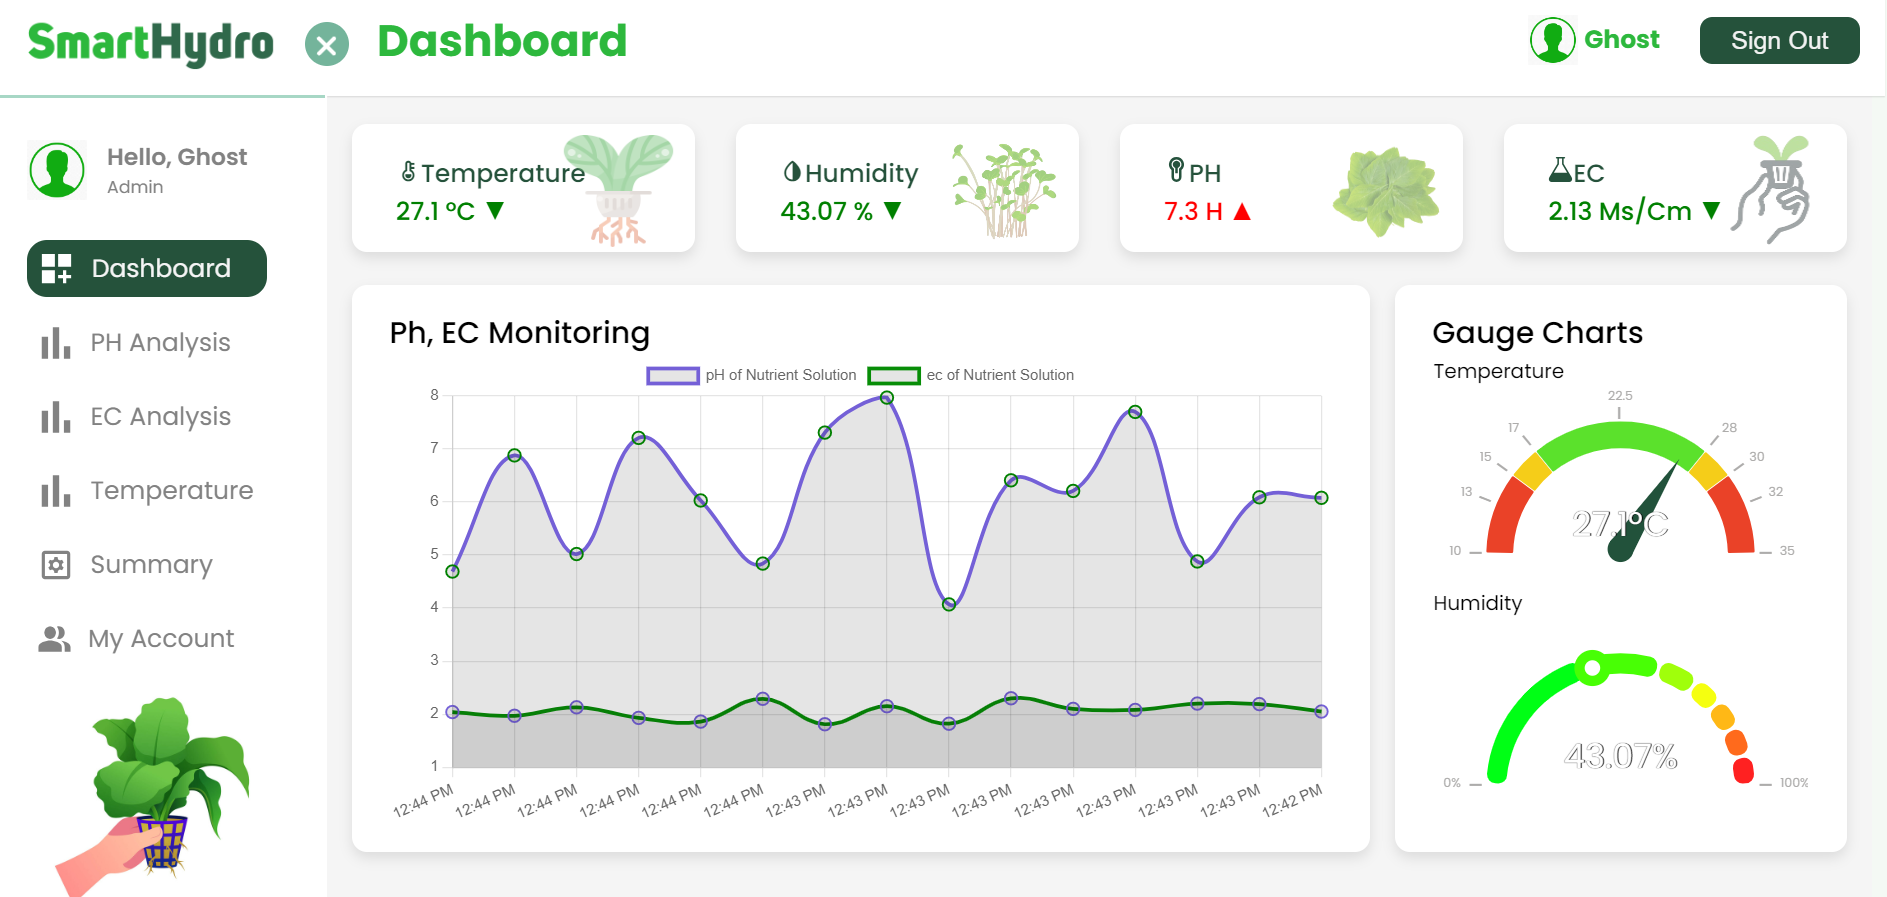 SmartHydro
Dashboard
Ghost
Sign Out
Hello, Ghost
Admin
Dashboard
PH Analysis
EC Analysis
Temperature
Summary
My Account
Temperature
27.1 °C ▼
Humidity
43.07 % ▼
PH
7.3 H ▲
EC
2.13 Ms/Cm ▼
Ph, EC Monitoring
pH of Nutrient Solution
ec of Nutrient Solution
8
7
6
5
4
3
2
1
12:44 PM
12:44 PM
12:44 PM
12:44 PM
12:44 PM
12:44 PM
12:43 PM
12:43 PM
12:43 PM
12:43 PM
12:43 PM
12:43 PM
12:43 PM
12:43 PM
12:42 PM
Gauge Charts
Temperature
22.5
17
28
15
30
13
32
27.1°C
10
35
Humidity
43.07%
0%
100%